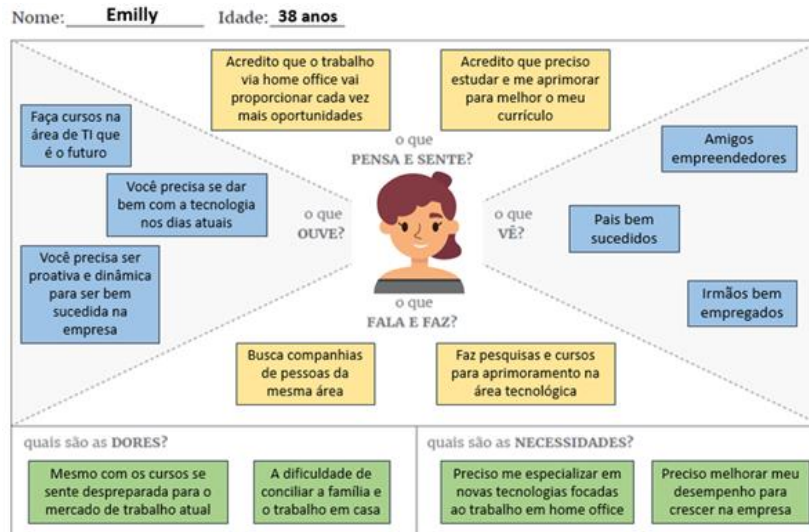 Nome: Emilly Idade: 38 anos
Acredito que o trabalho
via home office vai
proporcionar cada vez
mais oportunidades
Acredito que preciso
estudar e me aprimorar
para melhor o meu
currículo
o que
PENSA E SENTE?
Faça cursos na
área de TI que
é o futuro
Você precisa se dar
bem com a tecnologia
nos dias atuais
Você precisa ser
proativa e dinâmica
para ser bem
sucedida na
empresa
o que
OUVE?
o que
VÊ?
Amigos
empreendedores
Pais bem
sucedidos
Irmãos bem
empregados
o que
FALA E FAZ?
Busca companhias
de pessoas da
mesma área
Faz pesquisas e cursos
para aprimoramento na
área tecnológica
quais são as DORES?
Mesmo com os cursos se
sente despreparada para o
mercado de trabalho atual
A dificuldade de
conciliar a família e
o trabalho em casa
quais são as NECESSIDADES?
Preciso me especializar em
novas tecnologias focadas
ao trabalho em home office
Preciso melhorar meu
desempenho para
crescer na empresa